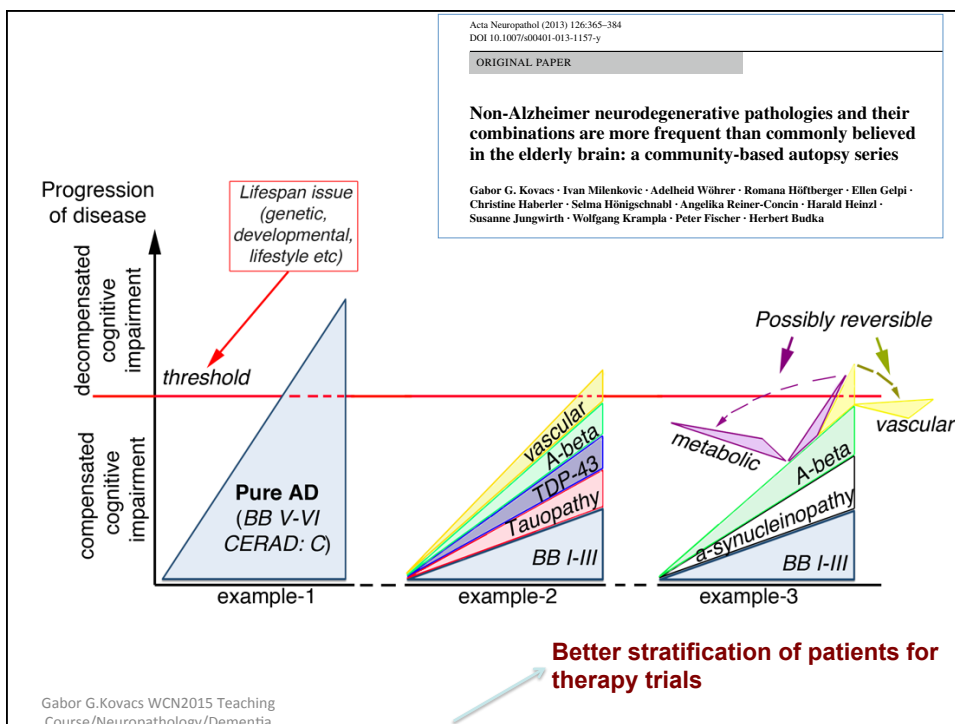 Acta Neuropathol (2013) 126:365–384
DOI 10.1007/s00401-013-1157-y
ORIGINAL PAPER
Non-Alzheimer neurodegenerative pathologies and their
combinations are more frequent than commonly believed
in the elderly brain: a community-based autopsy series
Gabor G. Kovacs · Ivan Milenkovic · Adelheid Wöhrer · Romana Höftberger · Ellen Gelpi ·
Christine Haberler · Selma Hönigschnabl · Angelika Reiner-Concin · Harald Heinzl ·
Susanne Jungwirth · Wolfgang Krampla · Peter Fischer · Herbert Budka
Progression
of disease
Lifespan issue
(genetic,
developmental,
lifestyle etc)
decompensated
cognitive
impairment
compensated
cognitive
impairment
threshold
Pure AD
(BB V-VI
CERAD: C)
example-1
vascular
A-beta
TDP-43
Tauopathy
BB I-III
example-2
Possibly reversible
metabolic
vascular
A-beta
a-synucleinopathy
BB I-III
example-3
Better stratification of patients for
therapy trials
Gabor G.Kovacs WCN2015 Teaching
Course/Neuropathology/Dementia